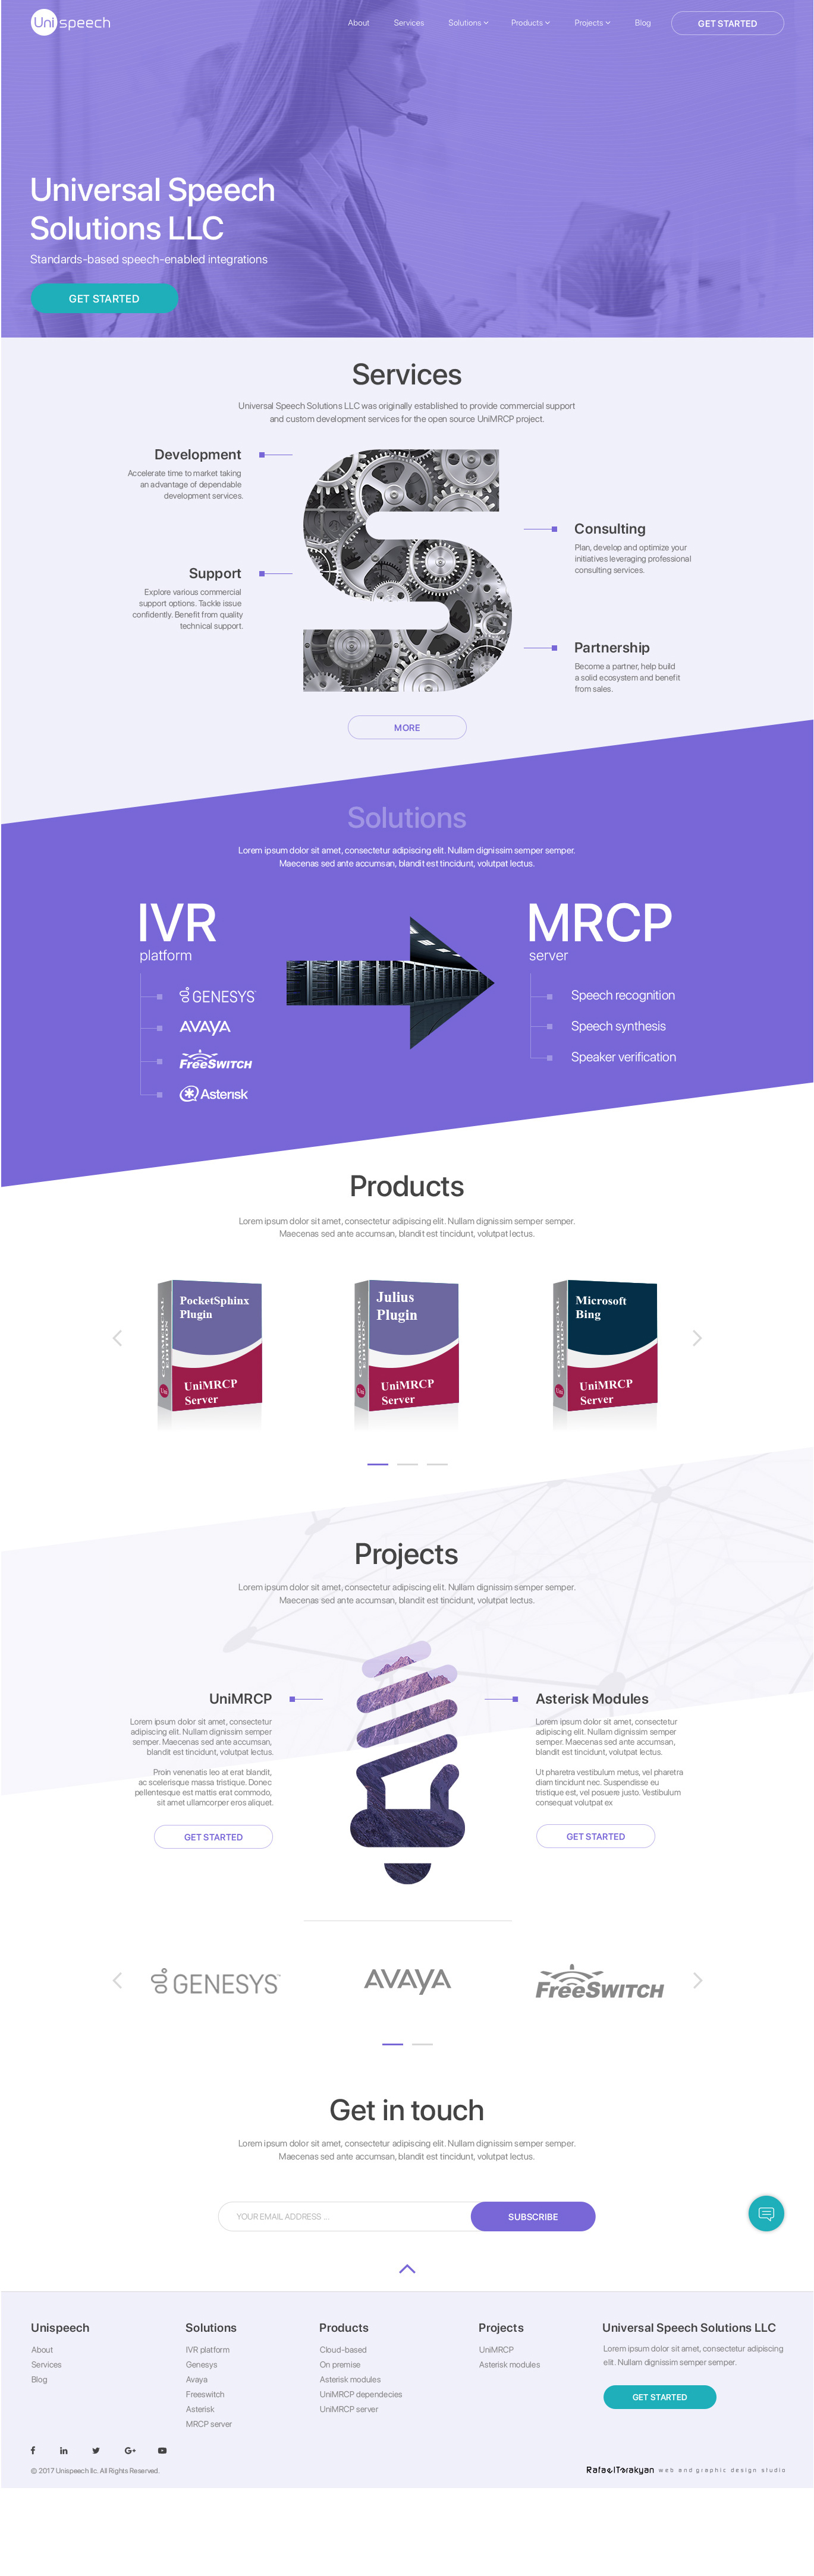 Uni speech
About Services Solutions Products Projects Blog GET STARTED
Universal Speech
Solutions LLC
Standards-based speech-enabled integrations
GET STARTED
Services
Universal Speech Solutions LLC was originally established to provide commercial support
and custom development services for the open source UniMRCP project.
Development
Accelerate time to market taking
an advantage of dependable
development services.
Consulting
Plan, develop and optimize your
initiatives leveraging professional
consulting services.
Support
Explore various commercial
support options. Tackle issue
confidently. Benefit from quality
technical support.
Partnership
Become a partner, help build
a solid ecosystem and benefit
from sales.
MORE
Solutions
Lorem ipsum dolor sit amet, consectetur adipiscing elit. Nullam dignissim semper semper.
Maecenas sed ante accumsan, blandit est tincidunt, volutpat lectus.
IVR
platform
GENESYS
AVAYA
FreeSWITCH
Astensk
MRCP
server
Speech recognition
Speech synthesis
Speaker verification
Products
Lorem ipsum dolor sit amet, consectetur adipiscing elit. Nullam dignissim semper semper.
Maecenas sed ante accumsan, blandit est tincidunt, volutpat lectus.
COMMERCIAL
EDITION
Uni
PocketSphinx
Plugin
UniMRCP
Server
COMMERCIAL
EDITION
Uni
Julius
Plugin
UniMRCP
Server
COMMERCIAL
EDITION
Uni
Microsoft
Bing
UniMRCP
Server
Projects
Lorem ipsum dolor sit amet, consectetur adipiscing elit. Nullam dignissim semper semper.
Maecenas sed ante accumsan, blandit est tincidunt, volutpat lectus.
UniMRCP
Lorem ipsum dolor sit amet, consectetur
adipiscing elit. Nullam dignissim semper
semper. Maecenas sed ante accumsan,
blandit est tincidunt, volutpat lectus.
Proin venenatis leo at erat blandit,
ac scelerisque massa tristique. Donec
pellentesque est mattis erat commodo,
sit amet ullamcorper eros aliquet.
GET STARTED
Asterisk Modules
Lorem ipsum dolor sit amet, consectetur
adipiscing elit. Nullam dignissim semper
semper. Maecenas sed ante accumsan,
blandit est tincidunt, volutpat lectus.
Ut pharetra vestibulum metus, vel pharetra
diam tincidunt nec. Suspendisse eu
tristique est, vel posuere justo. Vestibulum
consequat volutpat ex
GET STARTED
GENESYS
AVAYA
FreeSWITCH
Get in touch
Lorem ipsum dolor sit amet, consectetur adipiscing elit. Nullam dignissim semper semper.
Maecenas sed ante accumsan, blandit est tincidunt, volutpat lectus.
YOUR EMAIL ADDRESS ... SUBSCRIBE
Unispeech
About
Services
Blog
Solutions
IVR platform
Genesys
Avaya
Freeswitch
Asterisk
MRCP server
Products
Cloud-based
On premise
Asterisk modules
UniMRCP dependecies
UniMRCP server
Projects
UniMRCP
Asterisk modules
Universal Speech Solutions LLC
Lorem ipsum dolor sit amet, consectetur adipiscing
elit. Nullam dignissim semper semper.
GET STARTED
© 2017 Unispeech llc. All Rights Reserved.
web and graphic design studio